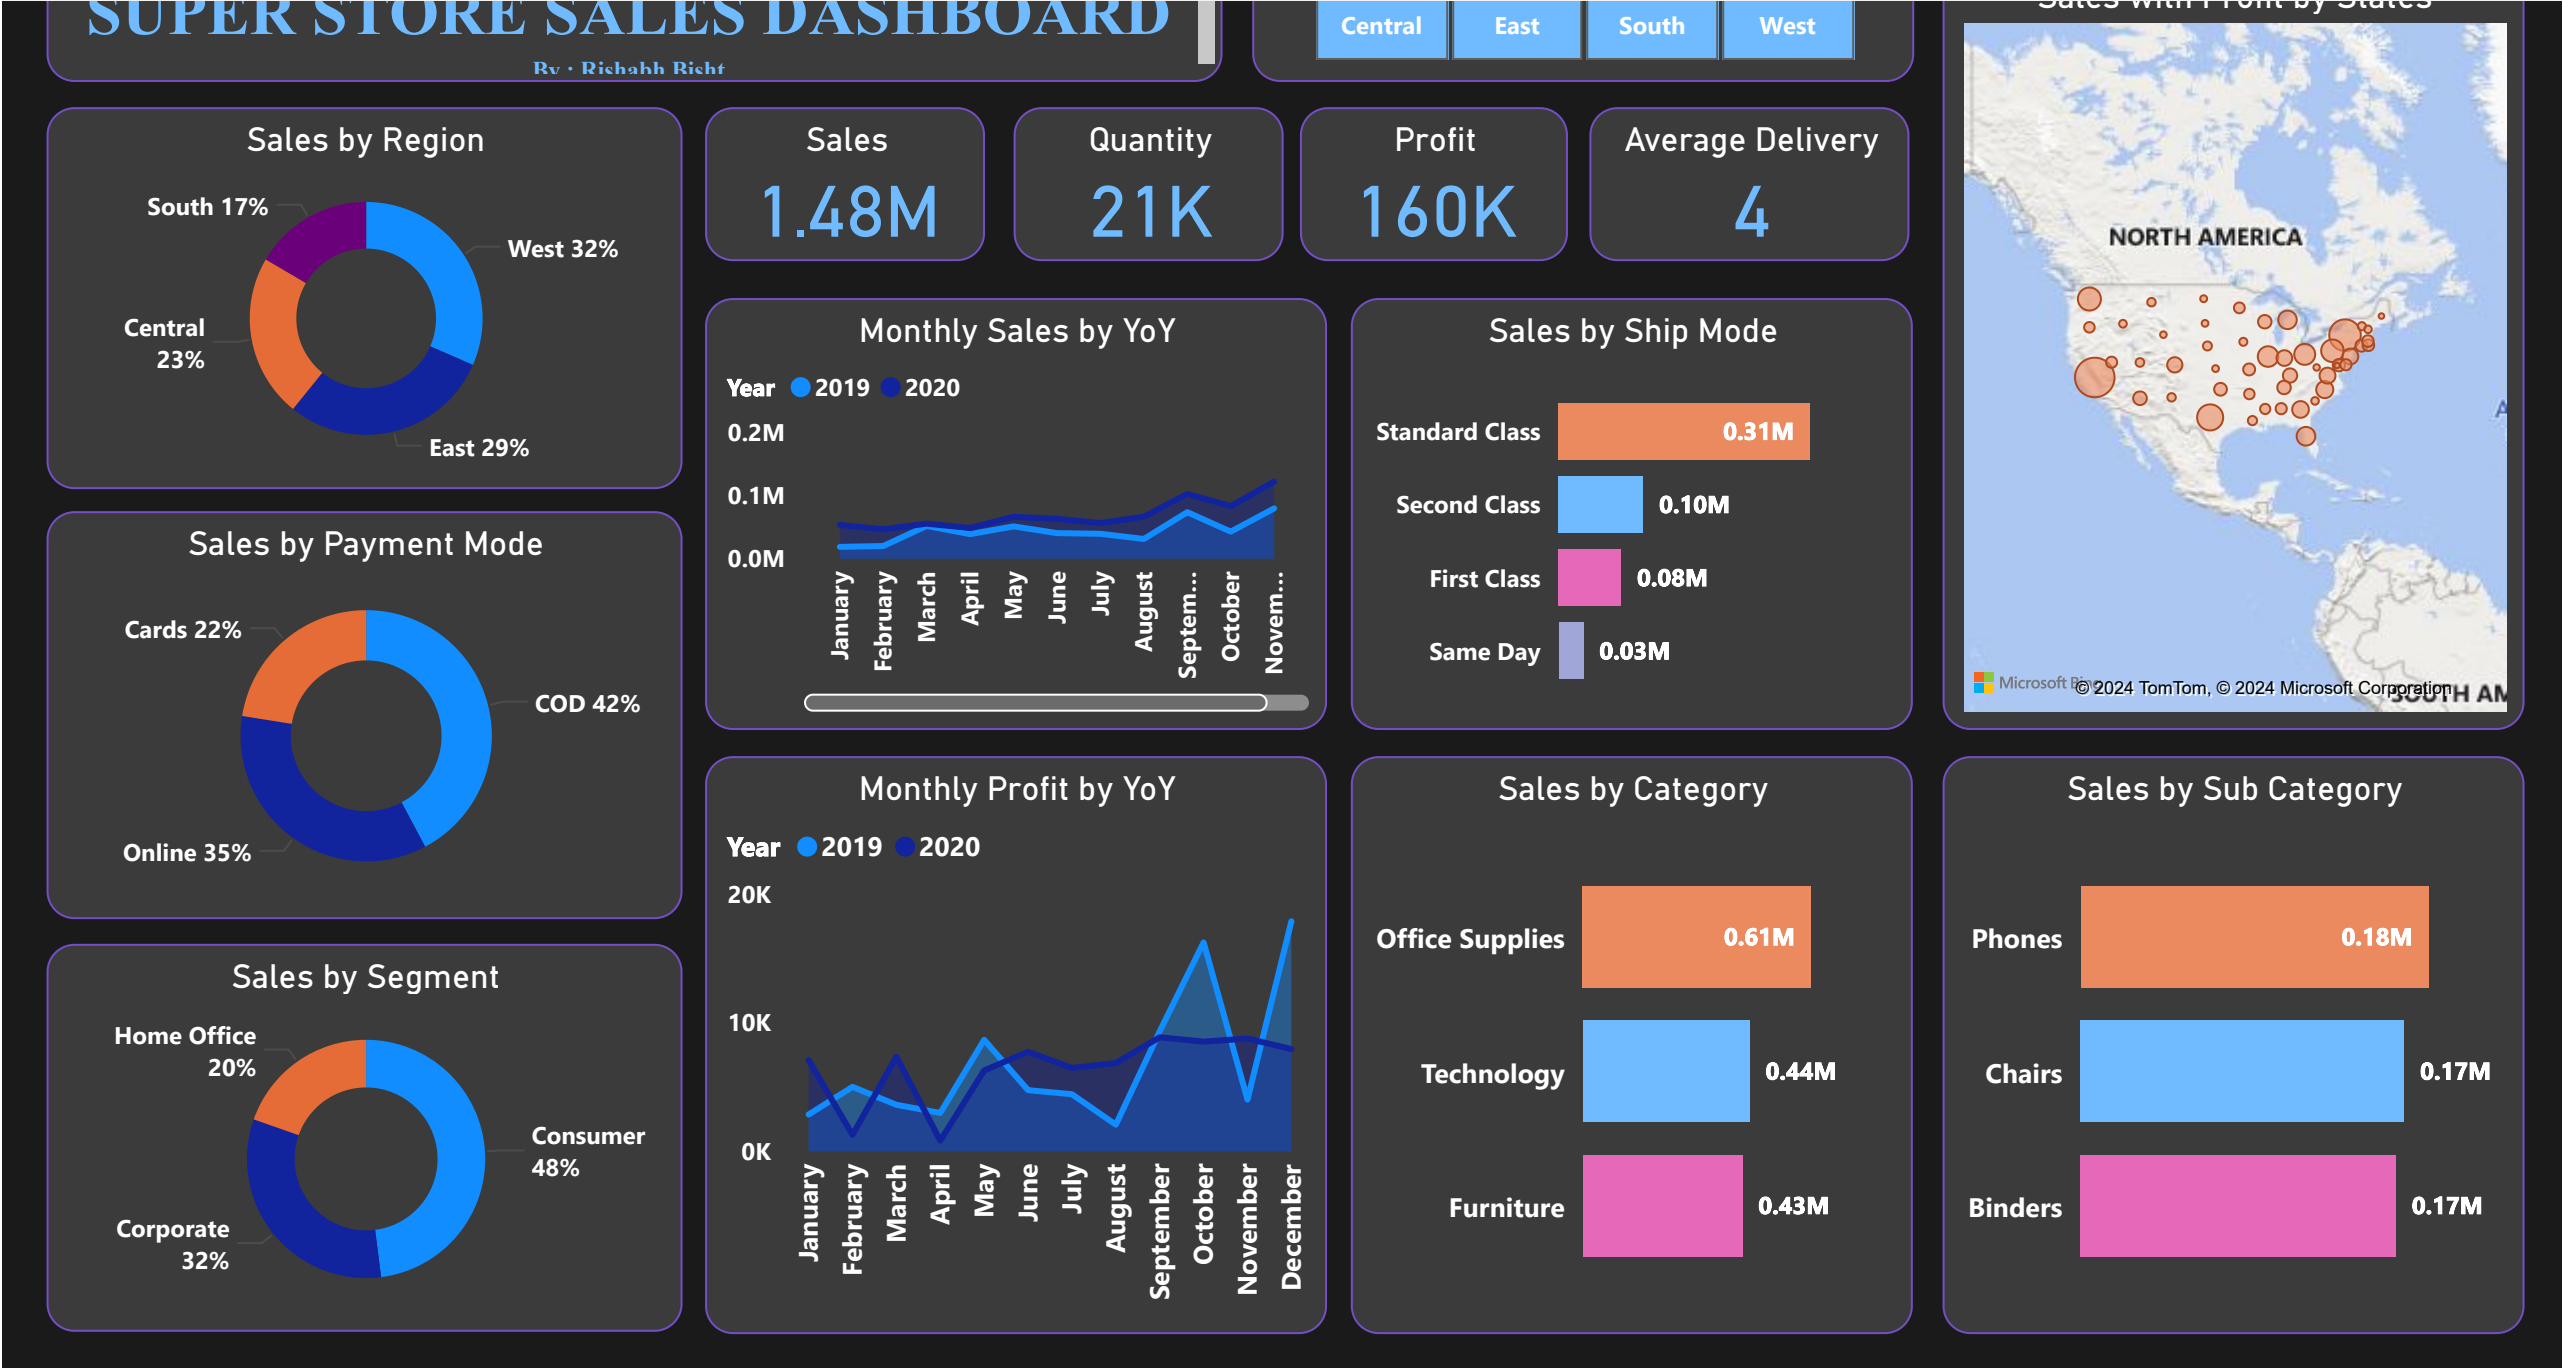 SUPER STORE SALES DASHBOARD
By : Rishabh Bisht
Central
East
South
West
Sales with Profit by States
Sales by Region
South 17%
West 32%
Central
23%
East 29%
Sales
1.48M
Quantity
21K
Profit
160K
Average Delivery
4
NORTH AMERICA
Microsoft Bing
© 2024 TomTom, © 2024 Microsoft Corporation
SOUTH AM
A
Sales by Payment Mode
Cards 22%
COD 42%
Online 35%
Monthly Sales by YoY
Year 2019 2020
0.2M
0.1M
0.0M
January
February
March
April
May
June
July
August
Septem...
October
Novem...
Sales by Ship Mode
Standard Class 0.31M
Second Class 0.10M
First Class 0.08M
Same Day 0.03M
Sales by Segment
Home Office
20%
Consumer
48%
Corporate
32%
Monthly Profit by YoY
Year 2019 2020
20K
10K
0K
January
February
March
April
May
June
July
August
September
October
November
December
Sales by Category
Office Supplies 0.61M
Technology 0.44M
Furniture 0.43M
Sales by Sub Category
Phones 0.18M
Chairs 0.17M
Binders 0.17M